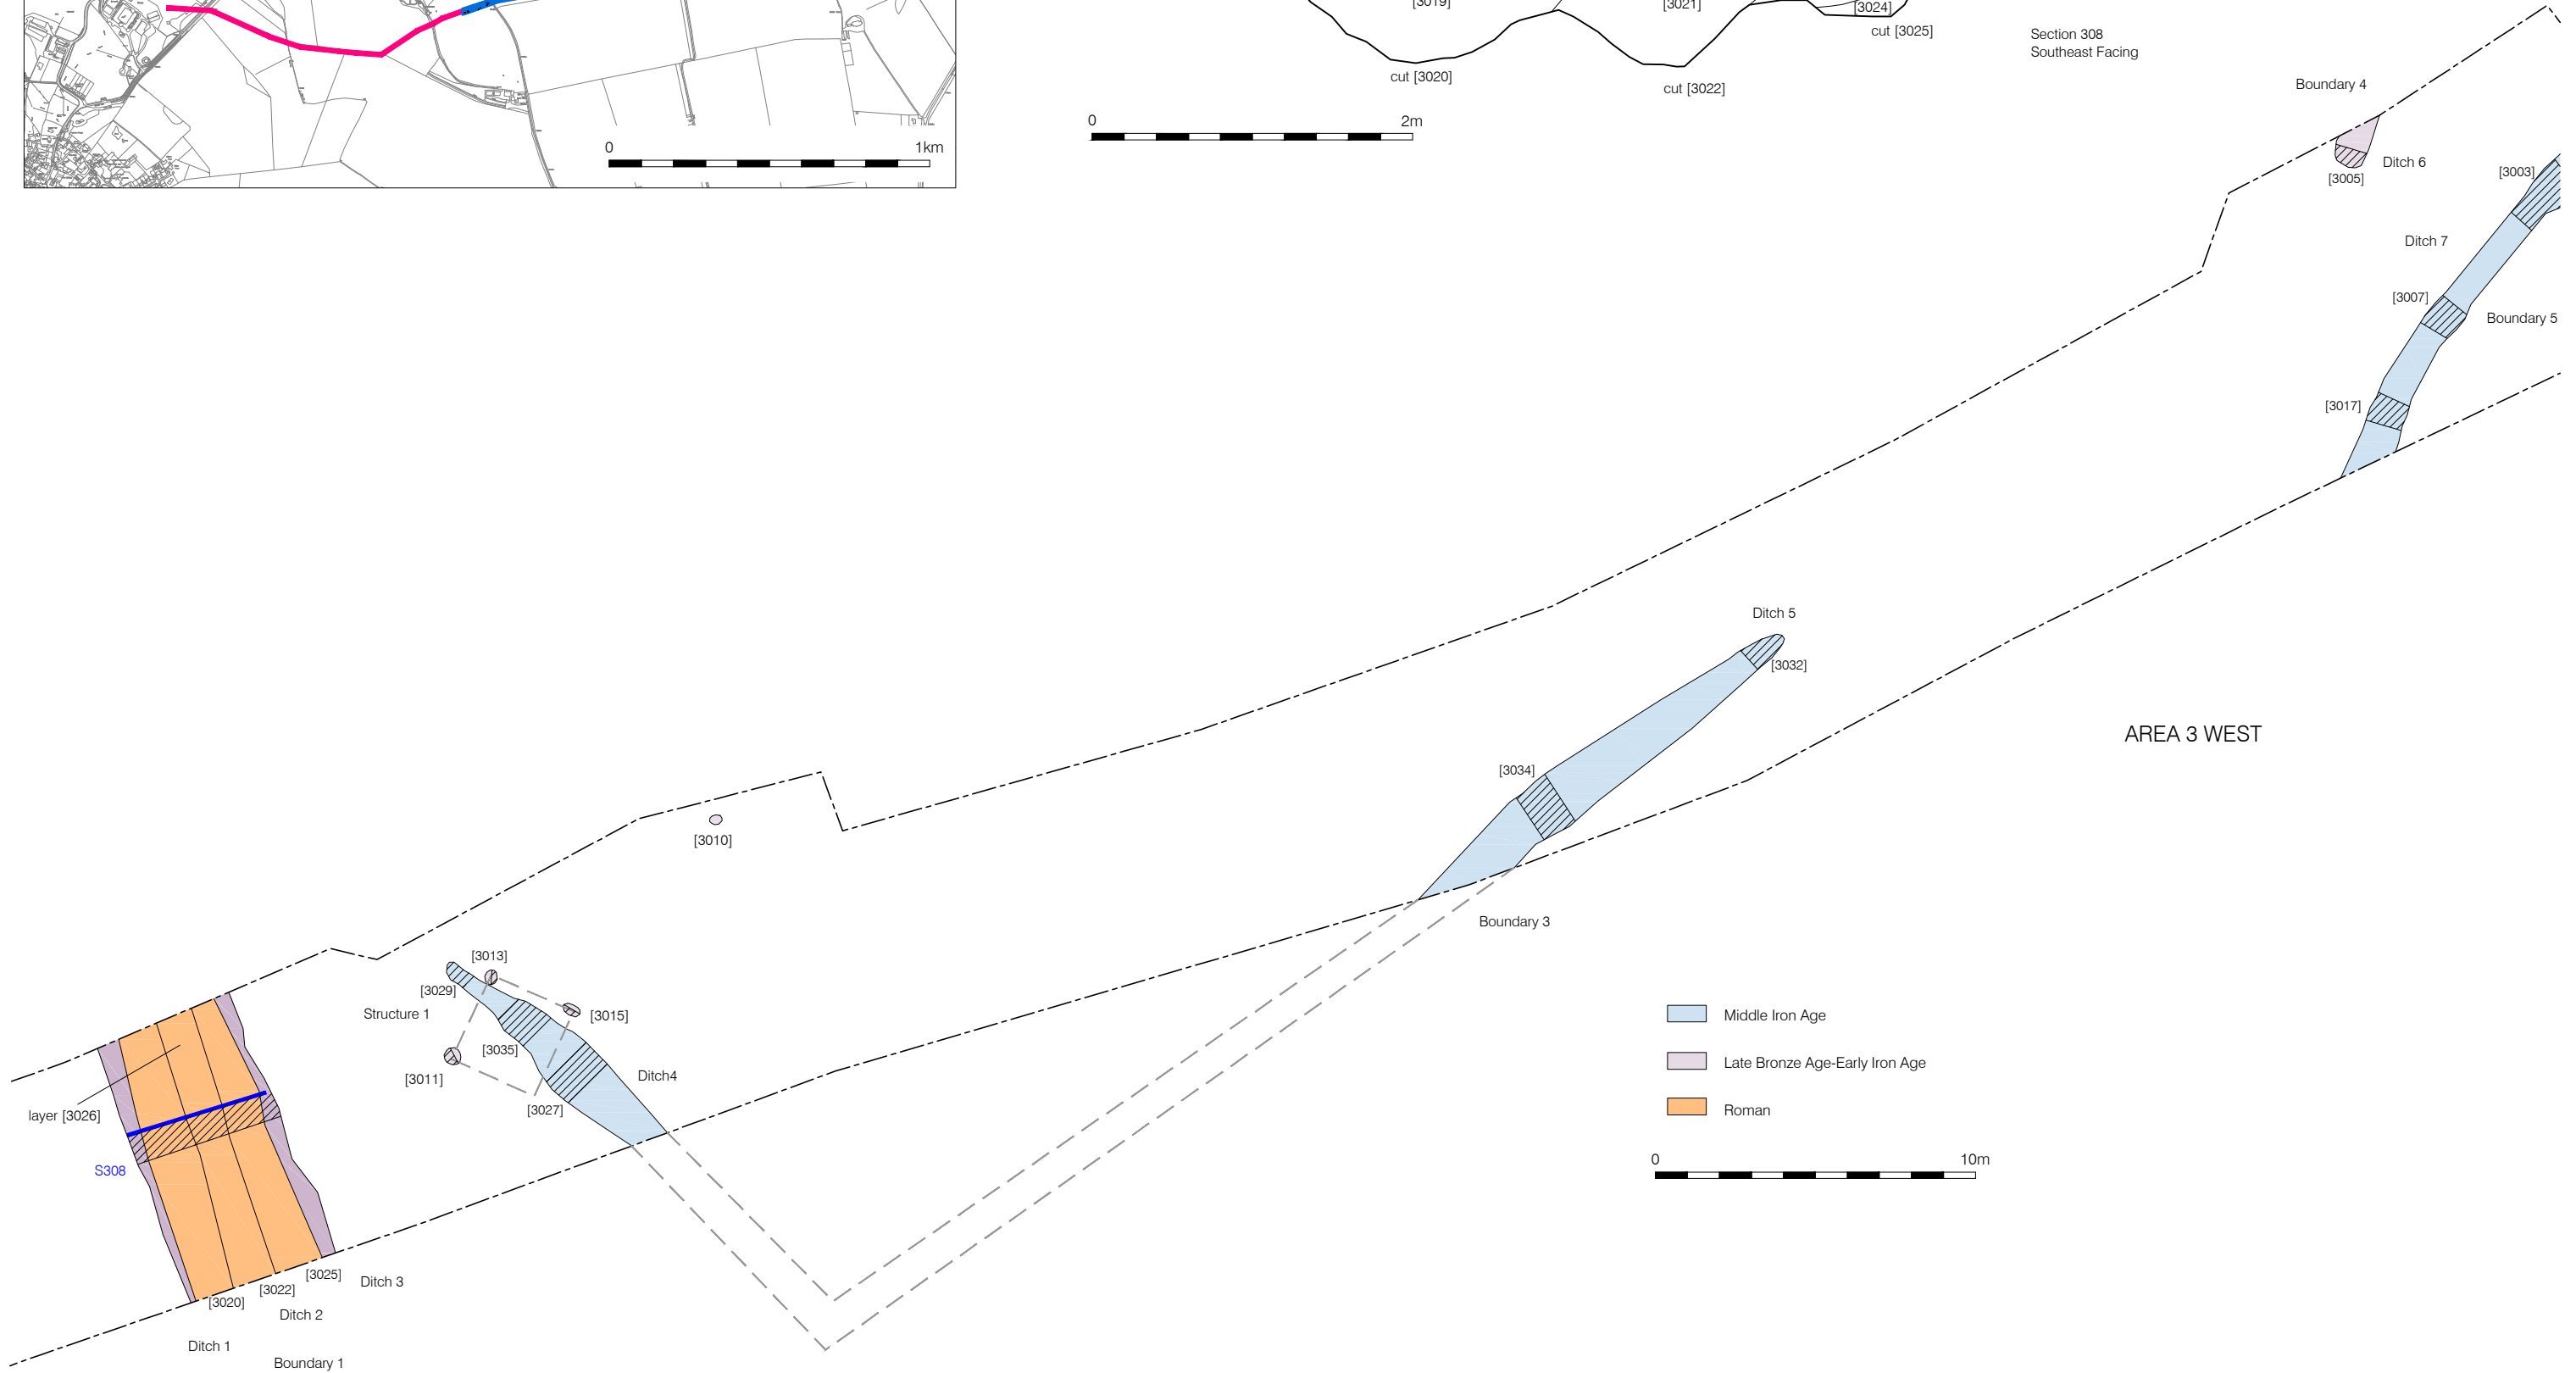 [3019]
[3021]
[3024]
cut [3025]
Section 308
Southeast Facing
cut [3020]
cut [3022]
0 2m
0 1km
Boundary 4
Ditch 6
[3005]
[3003]
Ditch 7
[3007]
Boundary 5
[3017]
Ditch 5
[3032]
AREA 3 WEST
[3034]
[3010]
Boundary 3
[3013]
[3029]
Structure 1
[3015]
[3035]
[3011]
Ditch4
[3027]
layer [3026]
S308
Middle Iron Age
Late Bronze Age-Early Iron Age
Roman
0 10m
[3025]
Ditch 3
[3022]
[3020]
Ditch 2
Ditch 1
Boundary 1